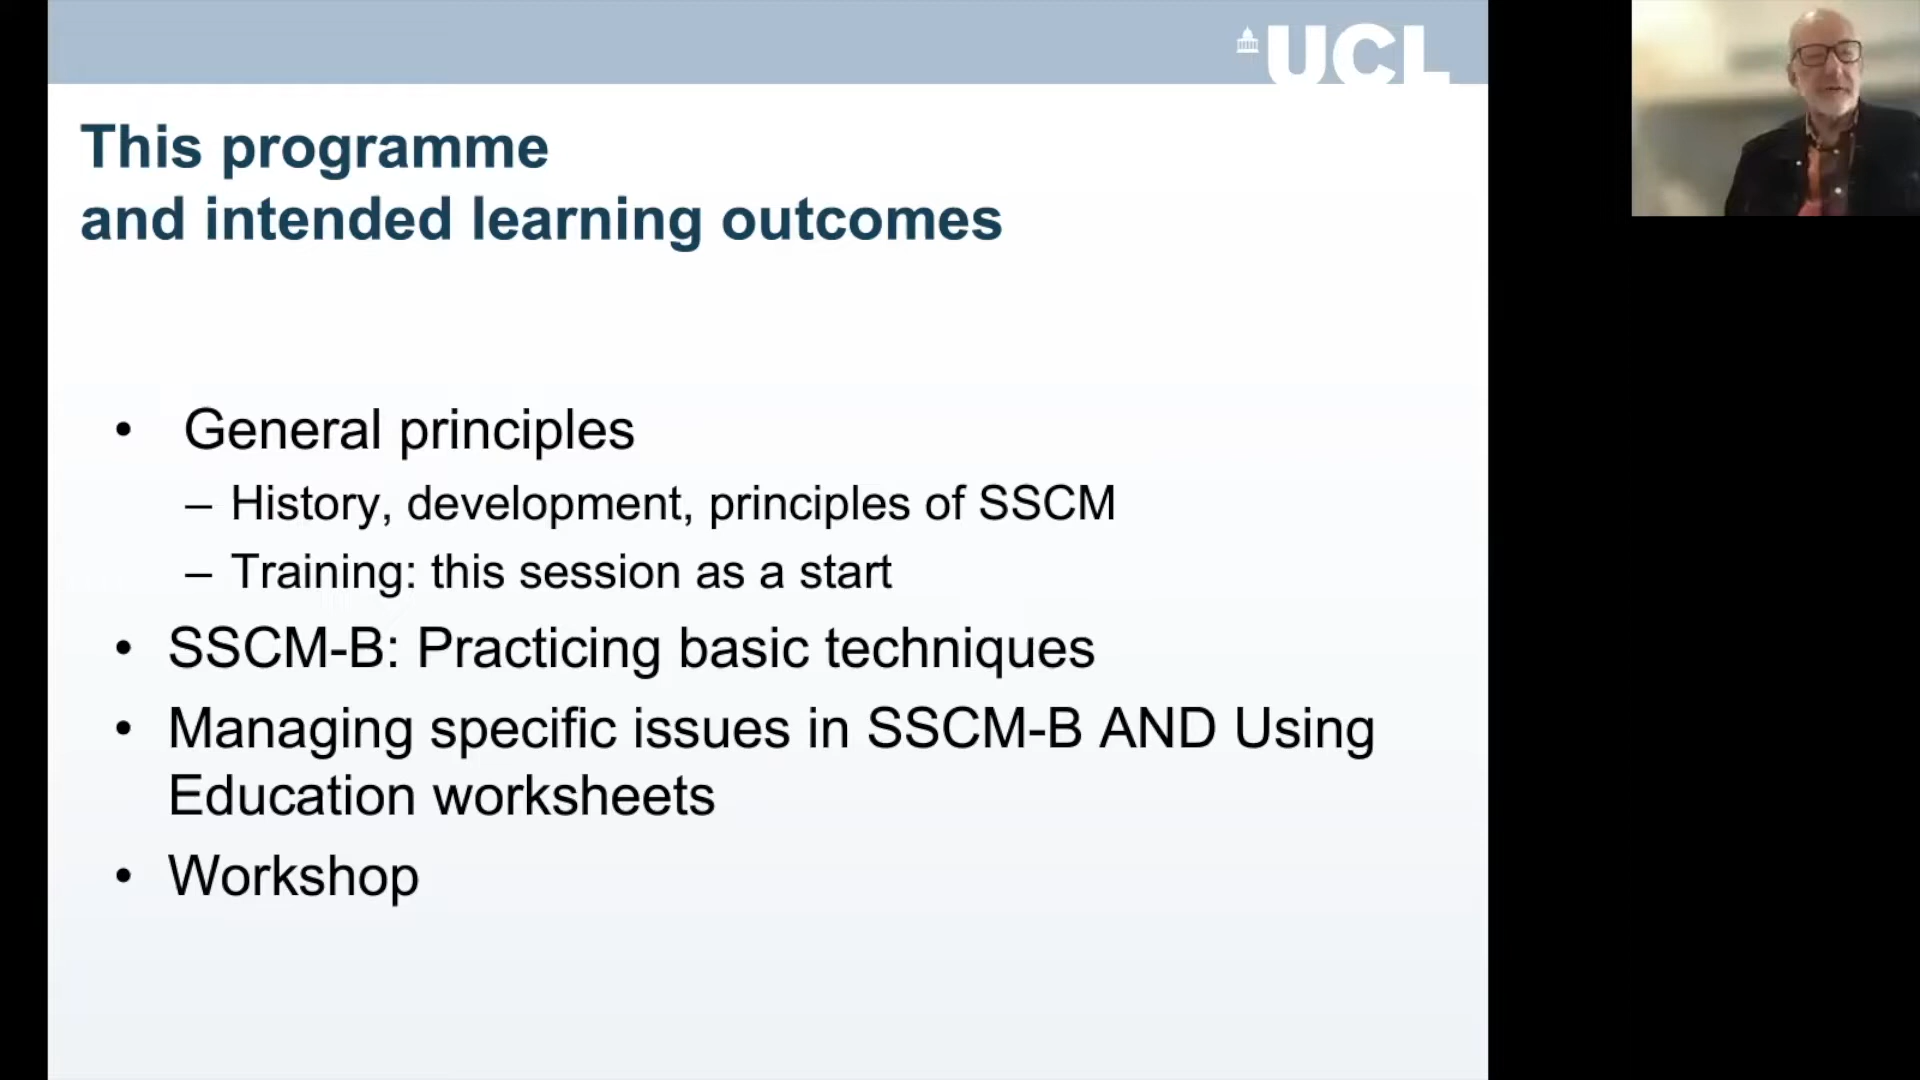 UCL
This programme
and intended learning outcomes
• General principles
– History, development, principles of SSCM
– Training: this session as a start
• SSCM-B: Practicing basic techniques
• Managing specific issues in SSCM-B AND Using
Education worksheets
• Workshop